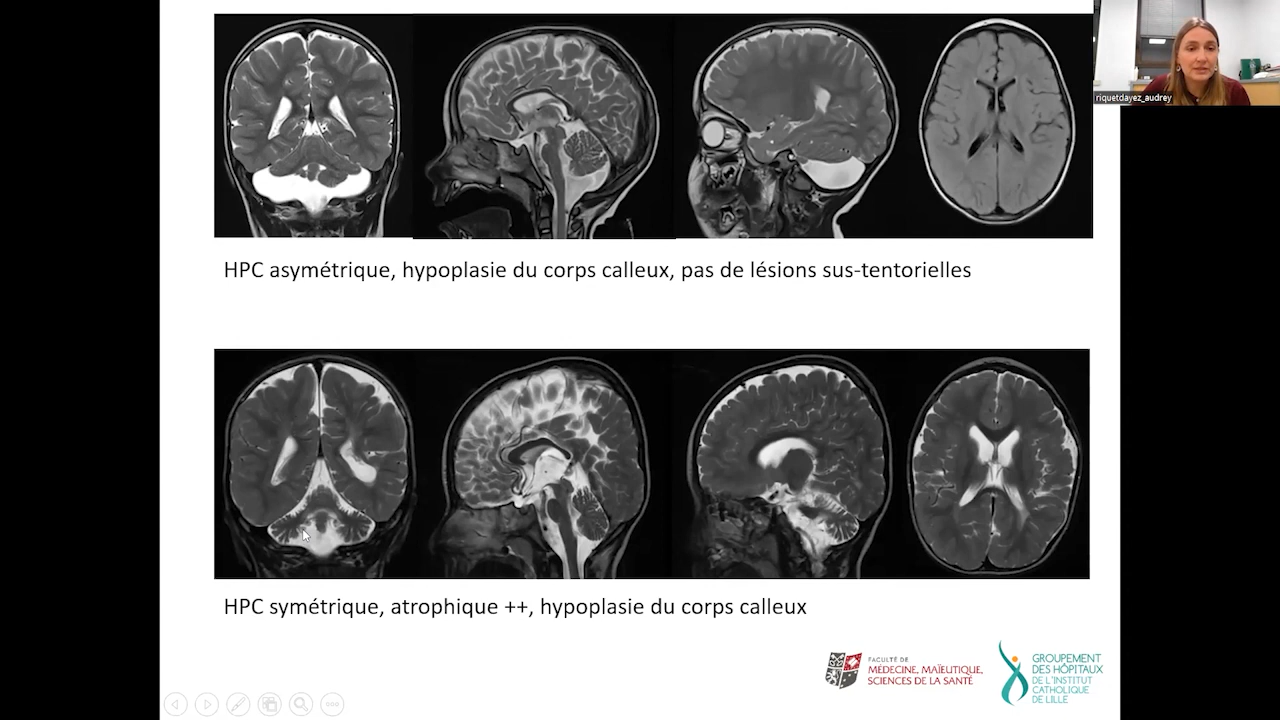 riquetdayez_audrey
HPC asymétrique, hypoplasie du corps calleux, pas de lésions sus-tentorielles
HPC symétrique, atrophique ++, hypoplasie du corps calleux
FACULTÉ DE
MÉDECINE, MAÏEUTIQUE,
SCIENCES DE LA SANTÉ
GROUPEMENT
DES HÔPITAUX
DE L'INSTITUT
CATHOLIQUE
DE LILLE